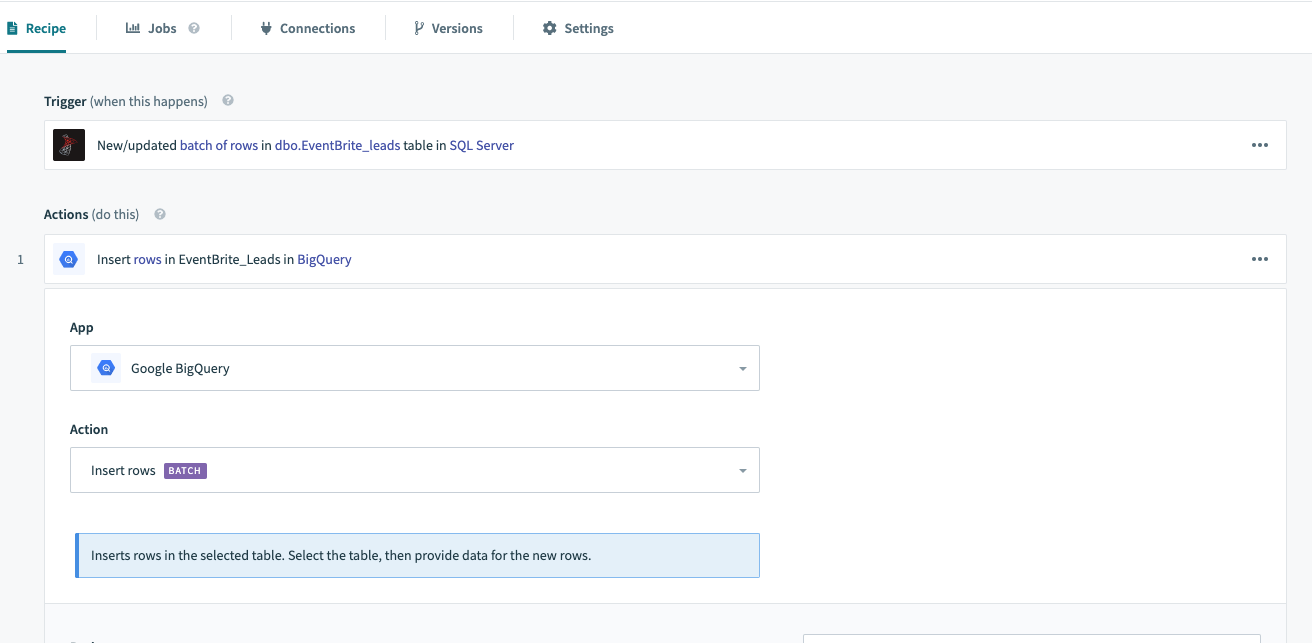 Recipe
Jobs ?
Connections
Versions
Settings
Trigger (when this happens) ?
New/updated batch of rows in dbo.EventBrite_leads table in SQL Server
Actions (do this) ?
1
Insert rows in EventBrite_Leads in BigQuery
App
Google BigQuery
Action
Insert rows BATCH
Inserts rows in the selected table. Select the table, then provide data for the new rows.